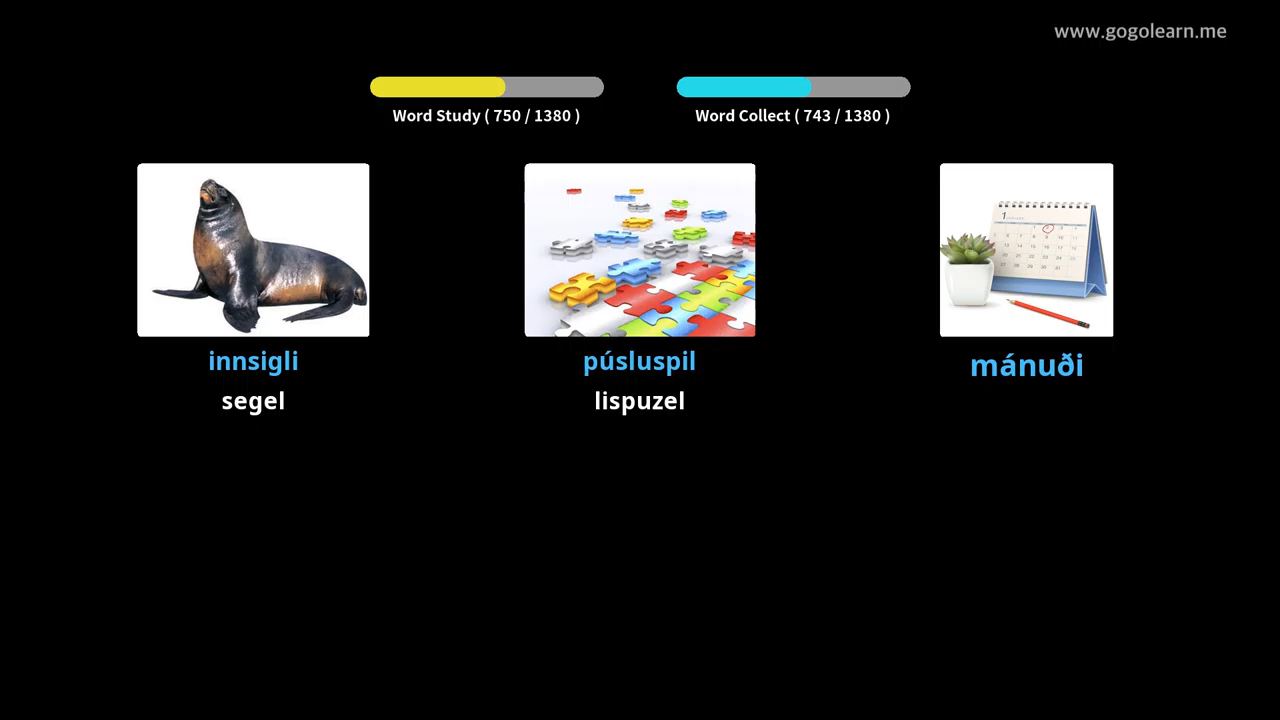 www.gogolearn.me
Word Study ( 750 / 1380 )
Word Collect ( 743 / 1380 )
innsigli
púsluspil
mánuði
segel
lispuzel